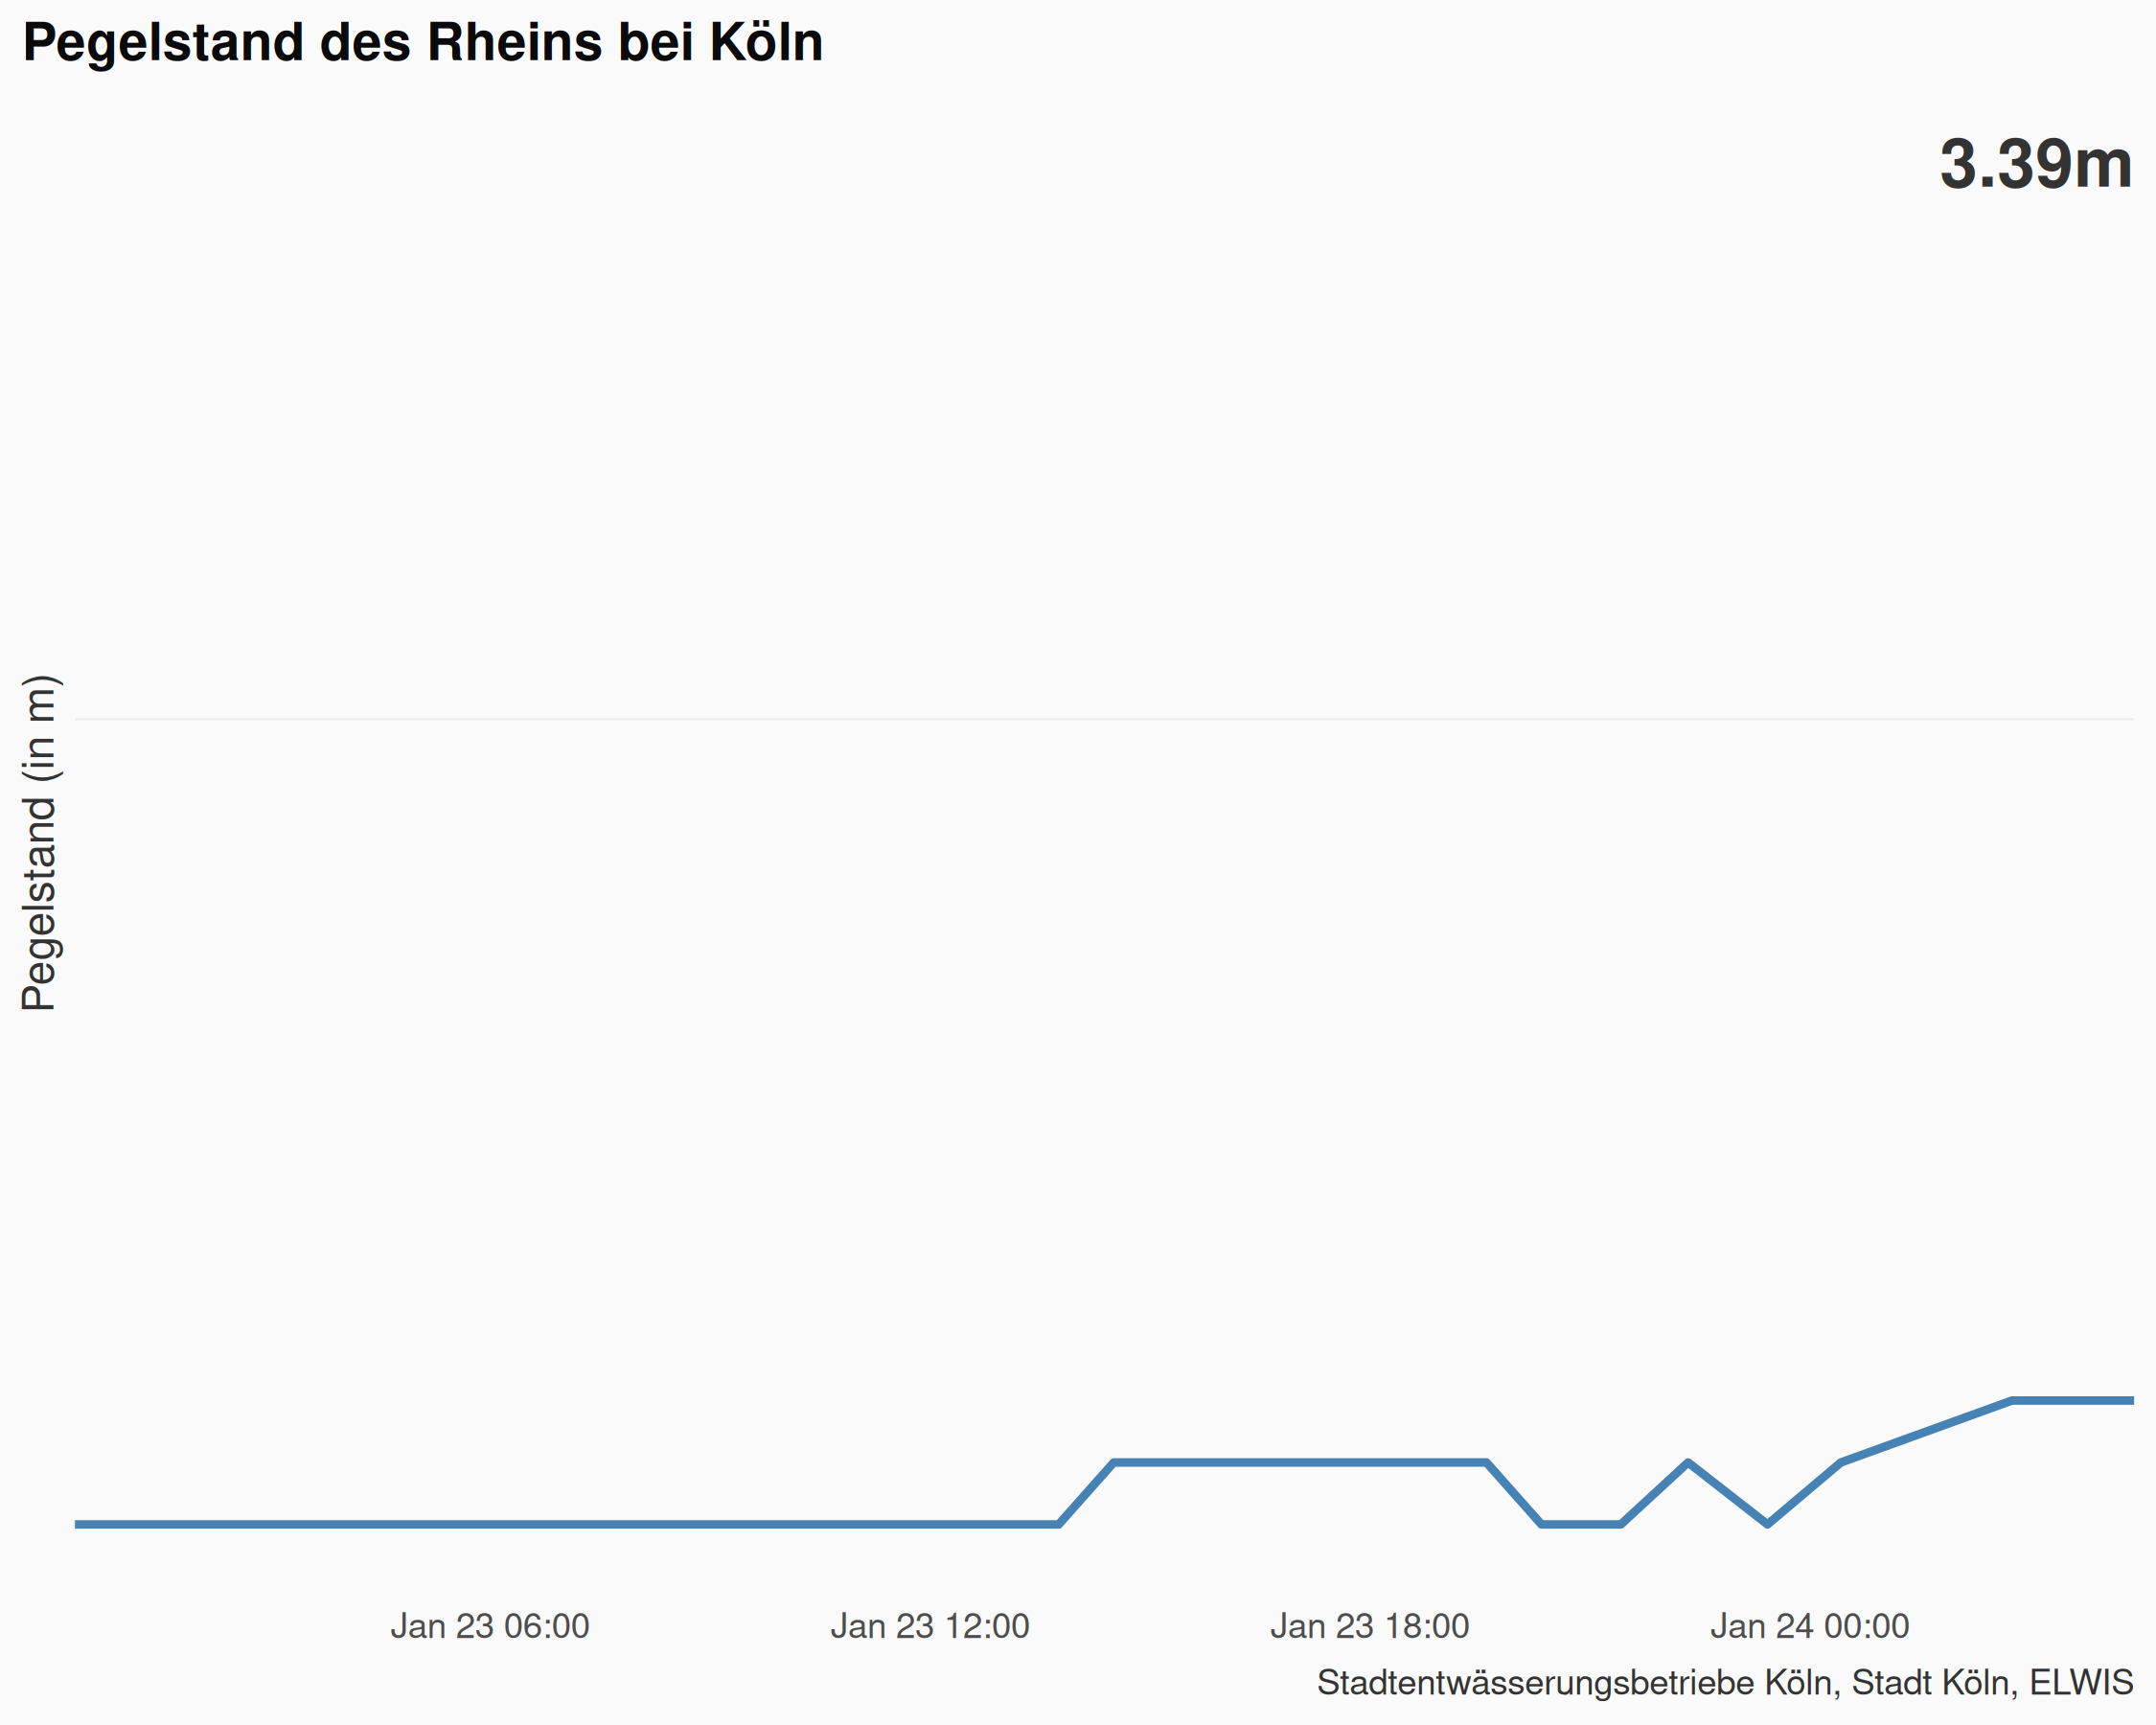 Pegelstand des Rheins bei Köln
3.39m
Pegelstand (in m)
Jan 23 06:00 Jan 23 12:00 Jan 23 18:00 Jan 24 00:00
Stadtentwässerungsbetriebe Köln, Stadt Köln, ELWIS